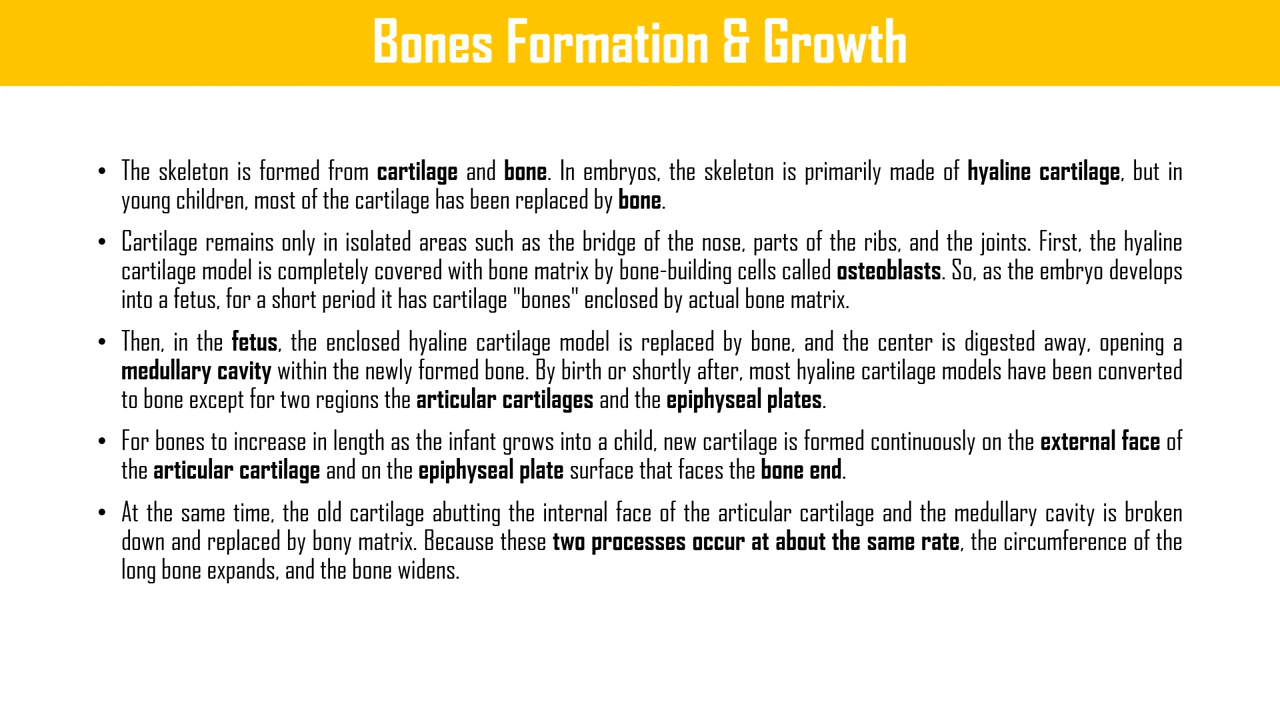 Bones Formation & Growth
• The skeleton is formed from cartilage and bone. In embryos, the skeleton is primarily made of hyaline cartilage, but in
young children, most of the cartilage has been replaced by bone.
• Cartilage remains only in isolated areas such as the bridge of the nose, parts of the ribs, and the joints. First, the hyaline
cartilage model is completely covered with bone matrix by bone-building cells called osteoblasts. So, as the embryo develops
into a fetus, for a short period it has cartilage "bones" enclosed by actual bone matrix.
• Then, in the fetus, the enclosed hyaline cartilage model is replaced by bone, and the center is digested away, opening a
medullary cavity within the newly formed bone. By birth or shortly after, most hyaline cartilage models have been converted
to bone except for two regions the articular cartilages and the epiphyseal plates.
• For bones to increase in length as the infant grows into a child, new cartilage is formed continuously on the external face of
the articular cartilage and on the epiphyseal plate surface that faces the bone end.
• At the same time, the old cartilage abutting the internal face of the articular cartilage and the medullary cavity is broken
down and replaced by bony matrix. Because these two processes occur at about the same rate, the circumference of the
long bone expands, and the bone widens.